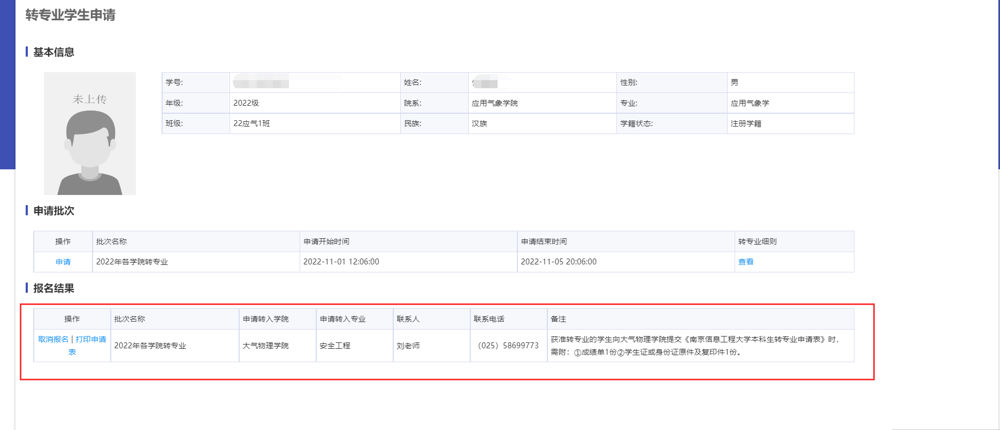 转专业学生申请
基本信息
未上传
学号: 姓名: 性别: 男
年级: 2022级 院系: 应用气象学院 专业: 应用气象学
班级: 22应气1班 民族: 汉族 学籍状态: 注册学籍
申请批次
操作 批次名称 申请开始时间 申请结束时间 转专业细则
申请 2022年各学院转专业 2022-11-01 12:06:00 2022-11-05 20:06:00 查看
报名结果
操作 批次名称 申请转入学院 申请转入专业 联系人 联系电话 备注
取消报名 | 打印申请
表
2022年各学院转专业 大气物理学院 安全工程 刘老师 （025）58699773
获准转专业的学生向大气物理学院提交《南京信息工程大学本科生转专业申请表》时，
需附：①成绩单1份②学生证或身份证原件及复印件1份。